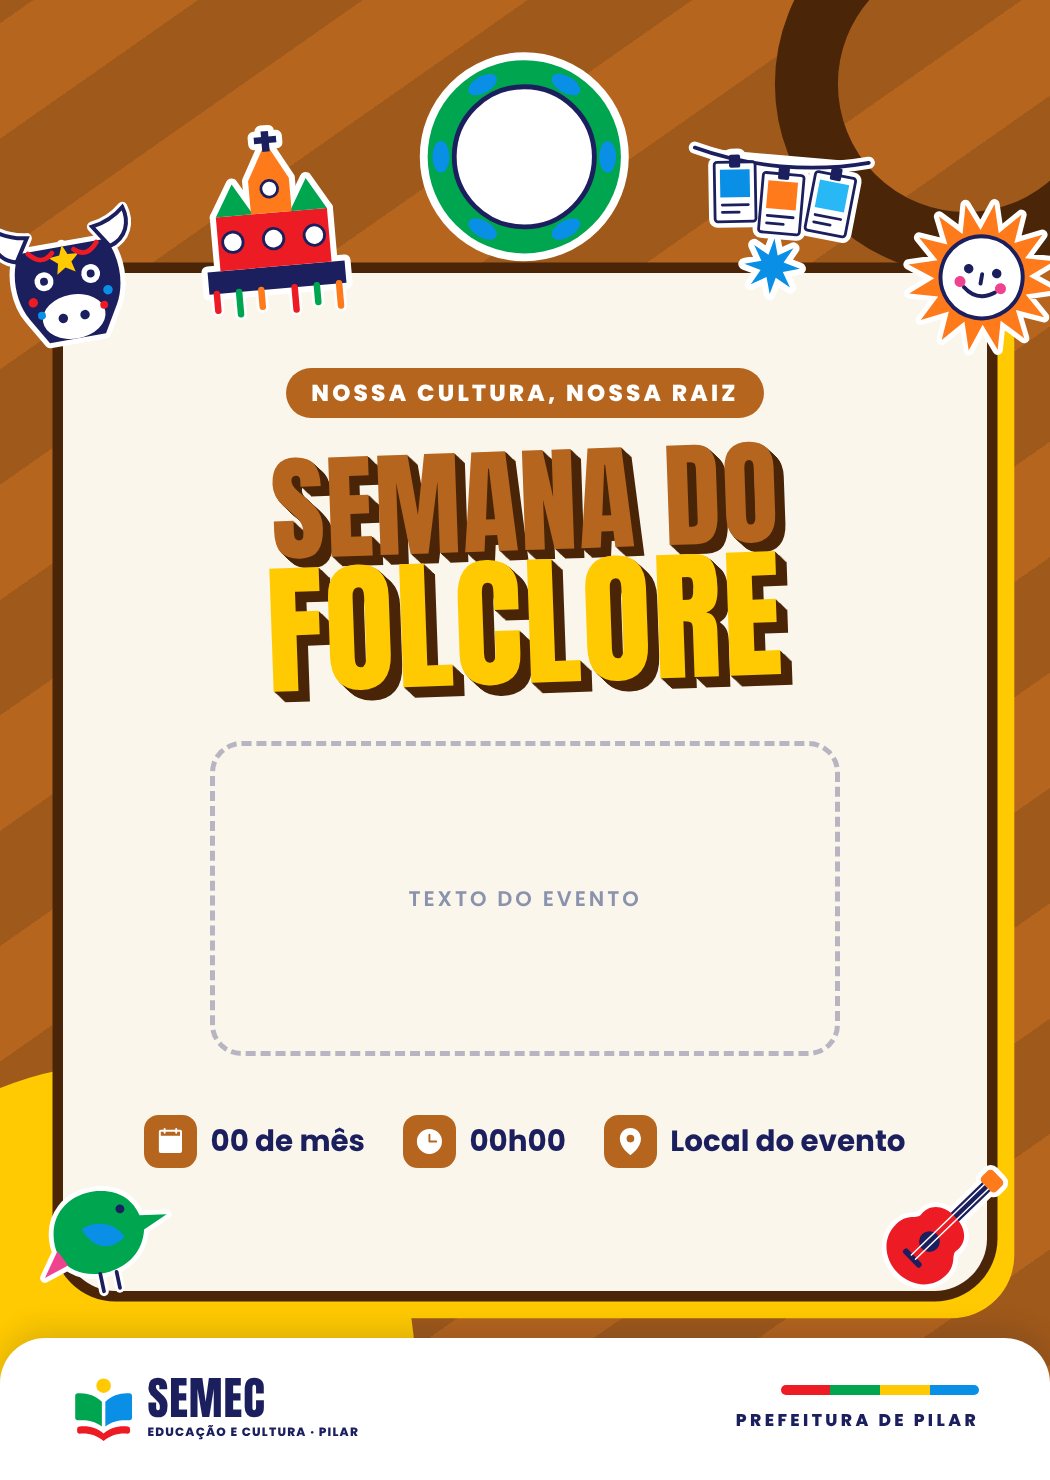 NOSSA CULTURA, NOSSA RAIZ
SEMANA DO
FOLCLORE
TEXTO DO EVENTO
00 de mês
00h00
Local do evento
SEMEC
EDUCAÇÃO E CULTURA · PILAR
PREFEITURA DE PILAR